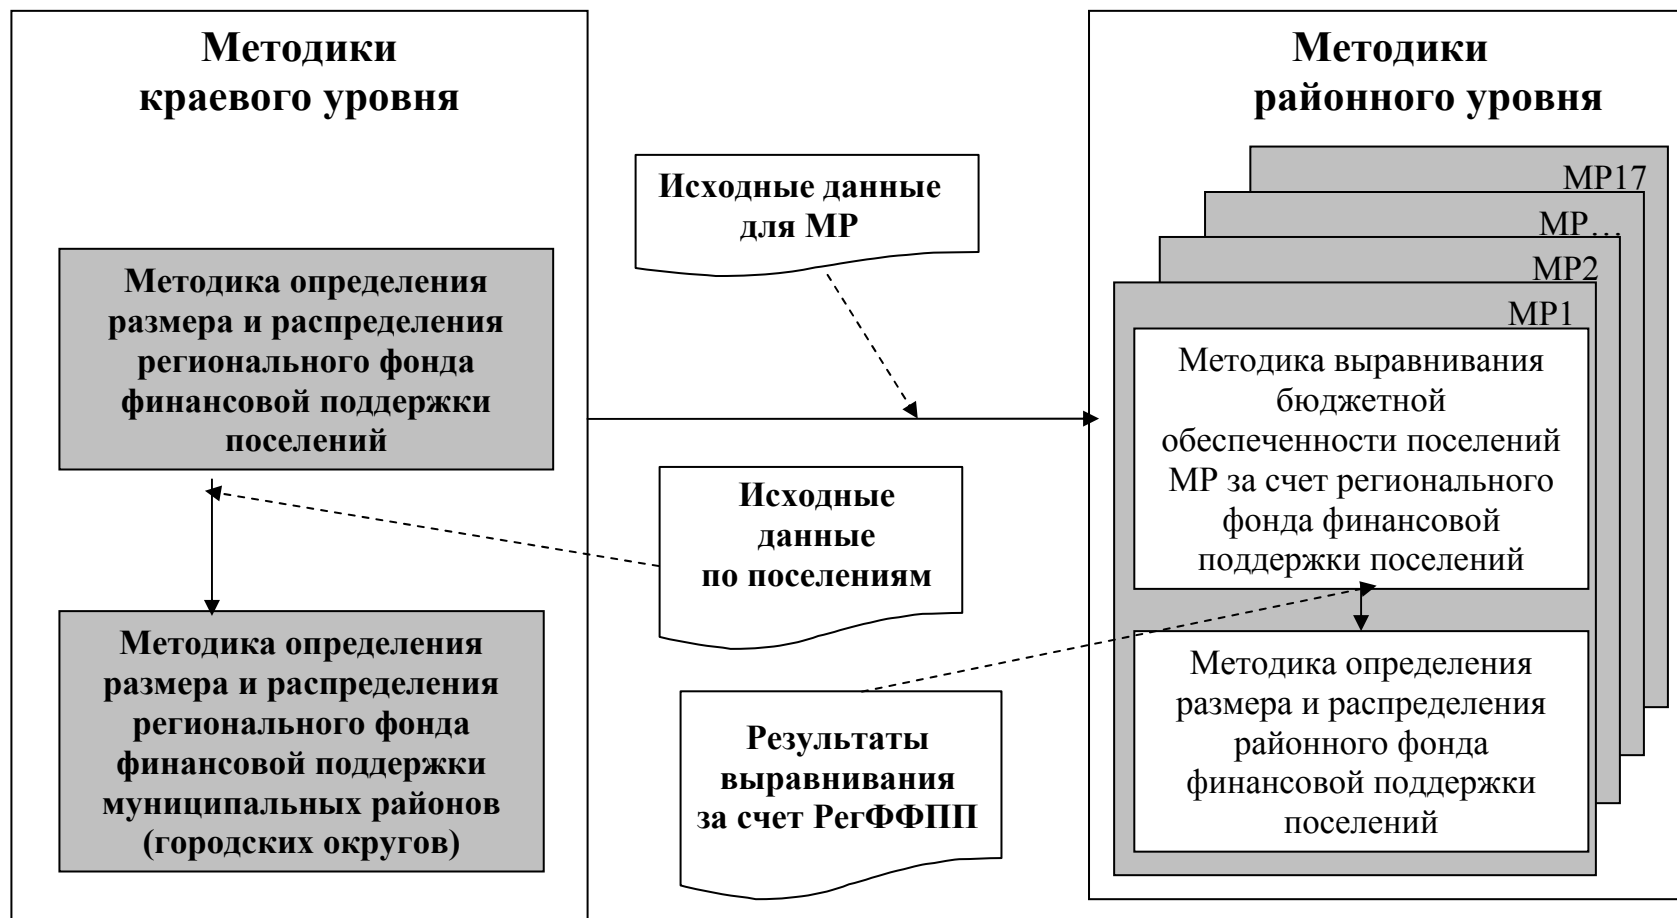 Методики
краевого уровня
Методика определения
размера и распределения
регионального фонда
финансовой поддержки
поселений
Методика определения
размера и распределения
регионального фонда
финансовой поддержки
муниципальных районов
(городских округов)
Исходные данные
для МР
Исходные
данные
по поселениям
Результаты
выравнивания
за счет РегФФПП
Методики
районного уровня
МР17
МР…
МР2
МР1
Методика выравнивания
бюджетной
обеспеченности поселений
МР за счет регионального
фонда финансовой
поддержки поселений
Методика определения
размера и распределения
районного фонда
финансовой поддержки
поселений